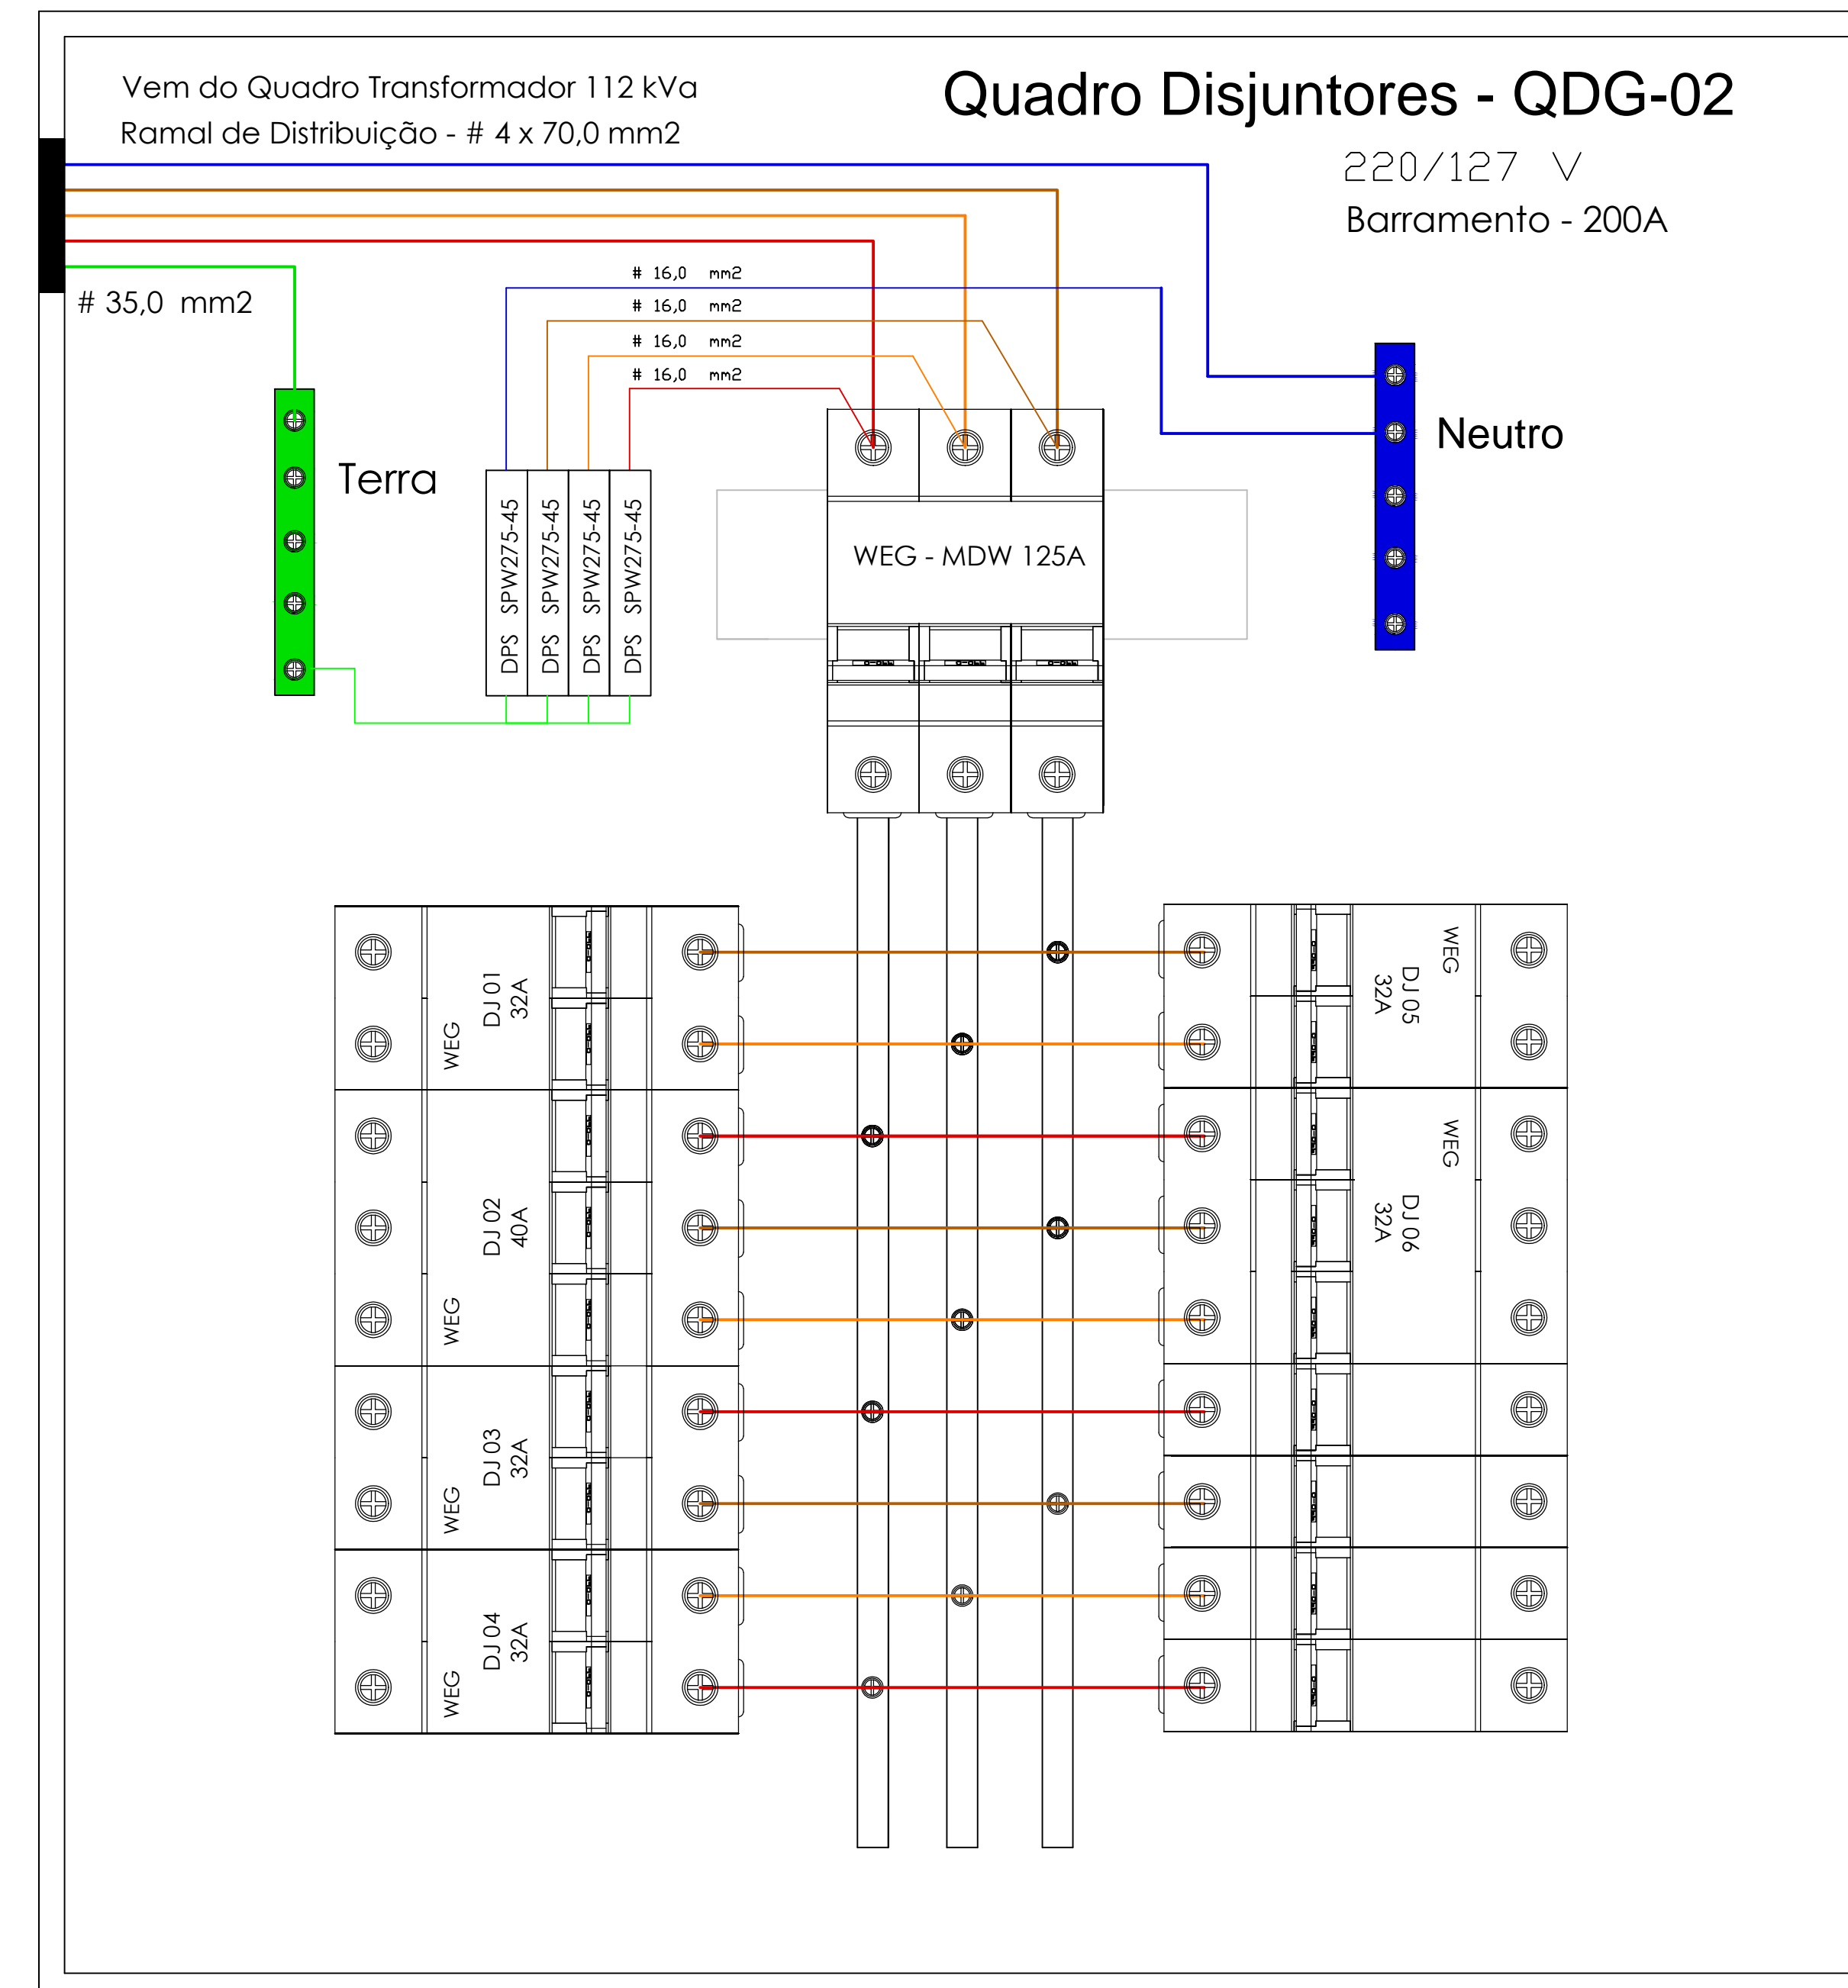 Vem do Quadro Transformador 112 kVa
Ramal de Distribuição - # 4 x 70,0 mm2
Quadro Disjuntores - QDG-02
220/127 V
Barramento - 200A
# 35,0 mm2
# 16,0 mm2
# 16,0 mm2
# 16,0 mm2
# 16,0 mm2
Terra
Neutro
DPS SPW275-45
DPS SPW275-45
DPS SPW275-45
DPS SPW275-45
WEG - MDW 125A
WEG
DJ 01
32A
WEG
DJ 02
40A
WEG
DJ 03
32A
WEG
DJ 04
32A
WEG
DJ 05
32A
WEG
DJ 06
32A